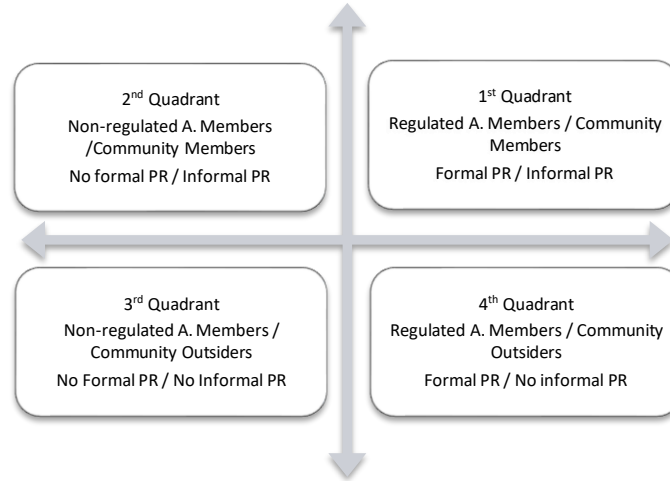 2nd Quadrant
Non-regulated A. Members
/Community Members
No formal PR / Informal PR
1st Quadrant
Regulated A. Members / Community
Members
Formal PR / Informal PR
3rd Quadrant
Non-regulated A. Members /
Community Outsiders
No Formal PR / No Informal PR
4th Quadrant
Regulated A. Members / Community
Outsiders
Formal PR / No informal PR